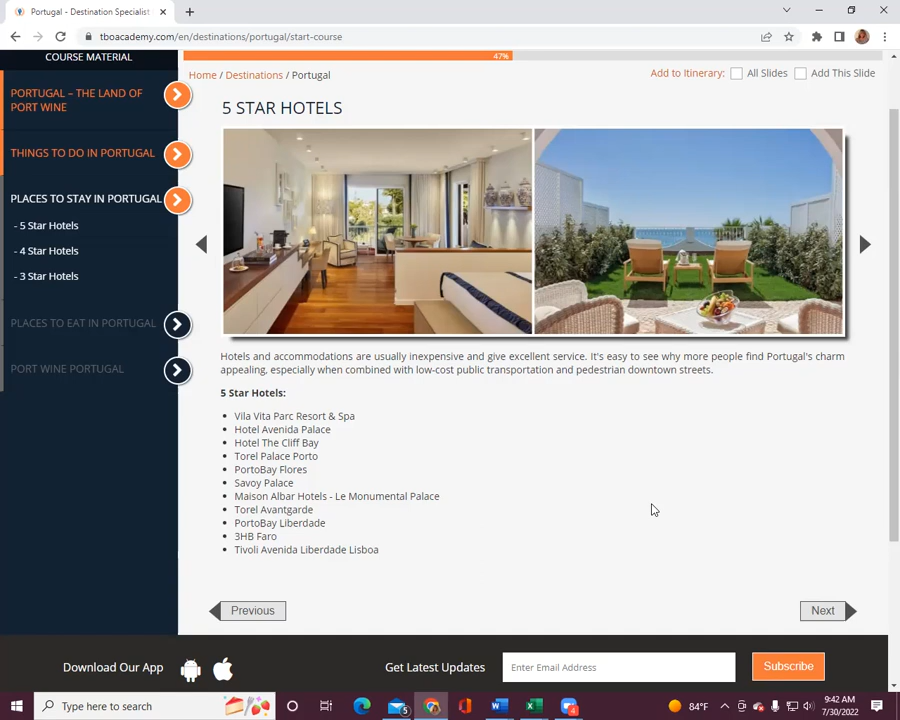 Portugal - Destination Specialist
tboacademy.com/en/destinations/portugal/start-course
COURSE MATERIAL
47%
Home / Destinations / Portugal
Add to Itinerary: All Slides Add This Slide
PORTUGAL – THE LAND OF
PORT WINE
THINGS TO DO IN PORTUGAL
PLACES TO STAY IN PORTUGAL
- 5 Star Hotels
- 4 Star Hotels
- 3 Star Hotels
PLACES TO EAT IN PORTUGAL
PORT WINE PORTUGAL
5 STAR HOTELS
Hotels and accommodations are usually inexpensive and give excellent service. It's easy to see why more people find Portugal's charm
appealing, especially when combined with low-cost public transportation and pedestrian downtown streets.
5 Star Hotels:
Vila Vita Parc Resort & Spa
Hotel Avenida Palace
Hotel The Cliff Bay
Torel Palace Porto
PortoBay Flores
Savoy Palace
Maison Albar Hotels - Le Monumental Palace
Torel Avantgarde
PortoBay Liberdade
3HB Faro
Tivoli Avenida Liberdade Lisboa
Previous
Next
Download Our App
Get Latest Updates
Enter Email Address
Subscribe
Type here to search
5
4
84°F
9:42 AM
7/30/2022